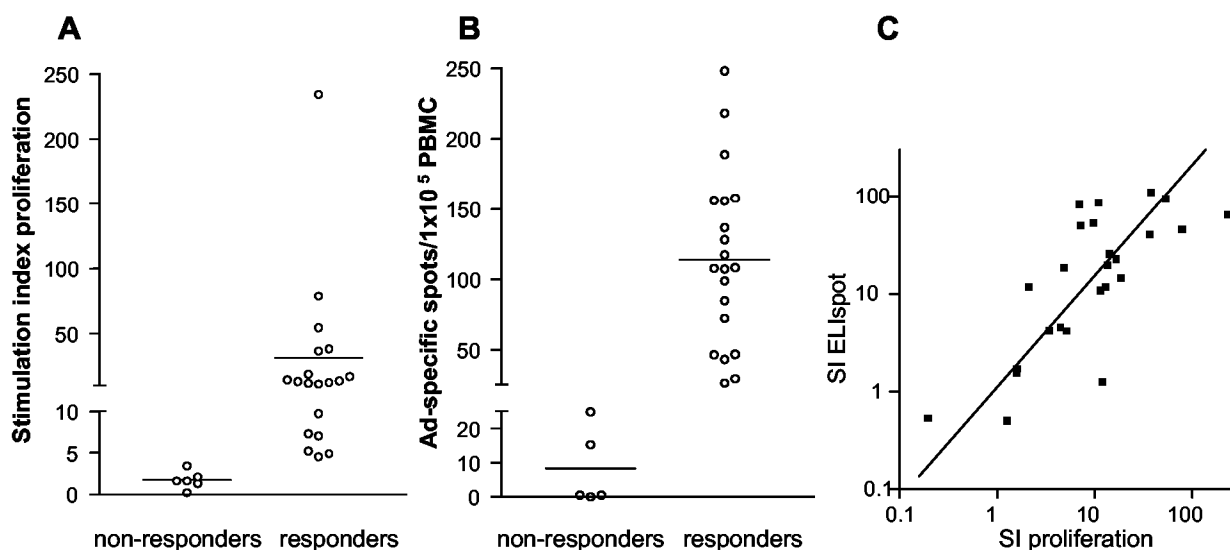 A
Stimulation index proliferation
250
200
150
100
50
10
5
0
non-responders responders
B
Ad-specific spots/1x10⁵ PBMC
250
200
150
100
50
20
10
0
non-responders responders
C
SI ELIspot
100
10
1
0.1
0.1 1 10 100
SI proliferation